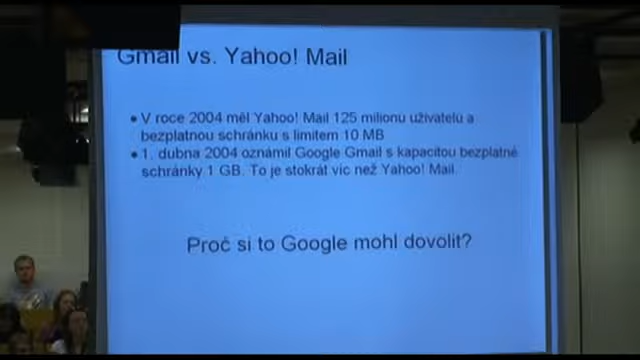 Gmail vs. Yahoo! Mail
● V roce 2004 měl Yahoo! Mail 125 milionu uživatelu a
bezplatnou schránku s limitem 10 MB
● 1. dubna 2004 oznámil Google Gmail s kapacitou bezplatné
schránky 1 GB. To je stokrát víc než Yahoo! Mail.
Proč si to Google mohl dovolit?